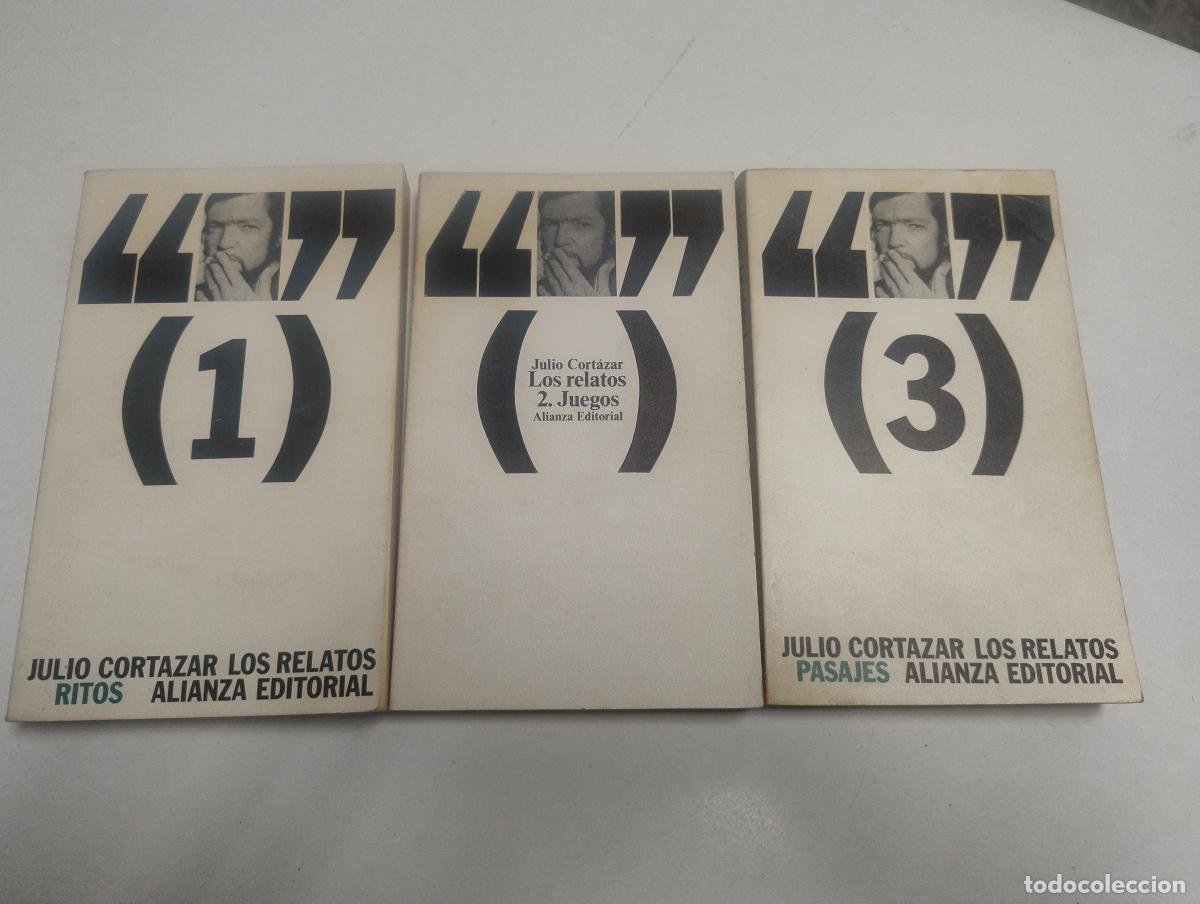 “ ”
(1)
JULIO CORTAZAR LOS RELATOS
RITOS ALIANZA EDITORIAL
“ ”
(
Julio Cortázar
Los relatos
2. Juegos
Alianza Editorial
)
“ ”
(3)
JULIO CORTAZAR LOS RELATOS
PASAJES ALIANZA EDITORIAL
todocoleccion